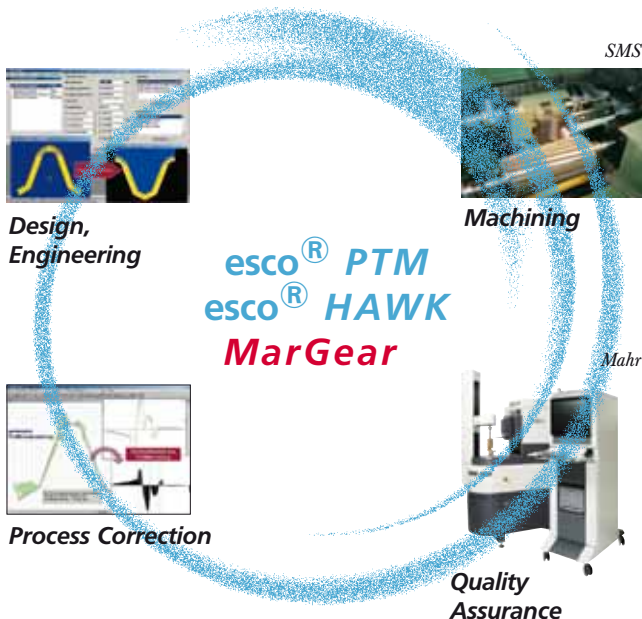 SMS
Design,
Engineering
Machining
esco® PTM
esco® HAWK
MarGear
Mahr
Process Correction
Quality
Assurance